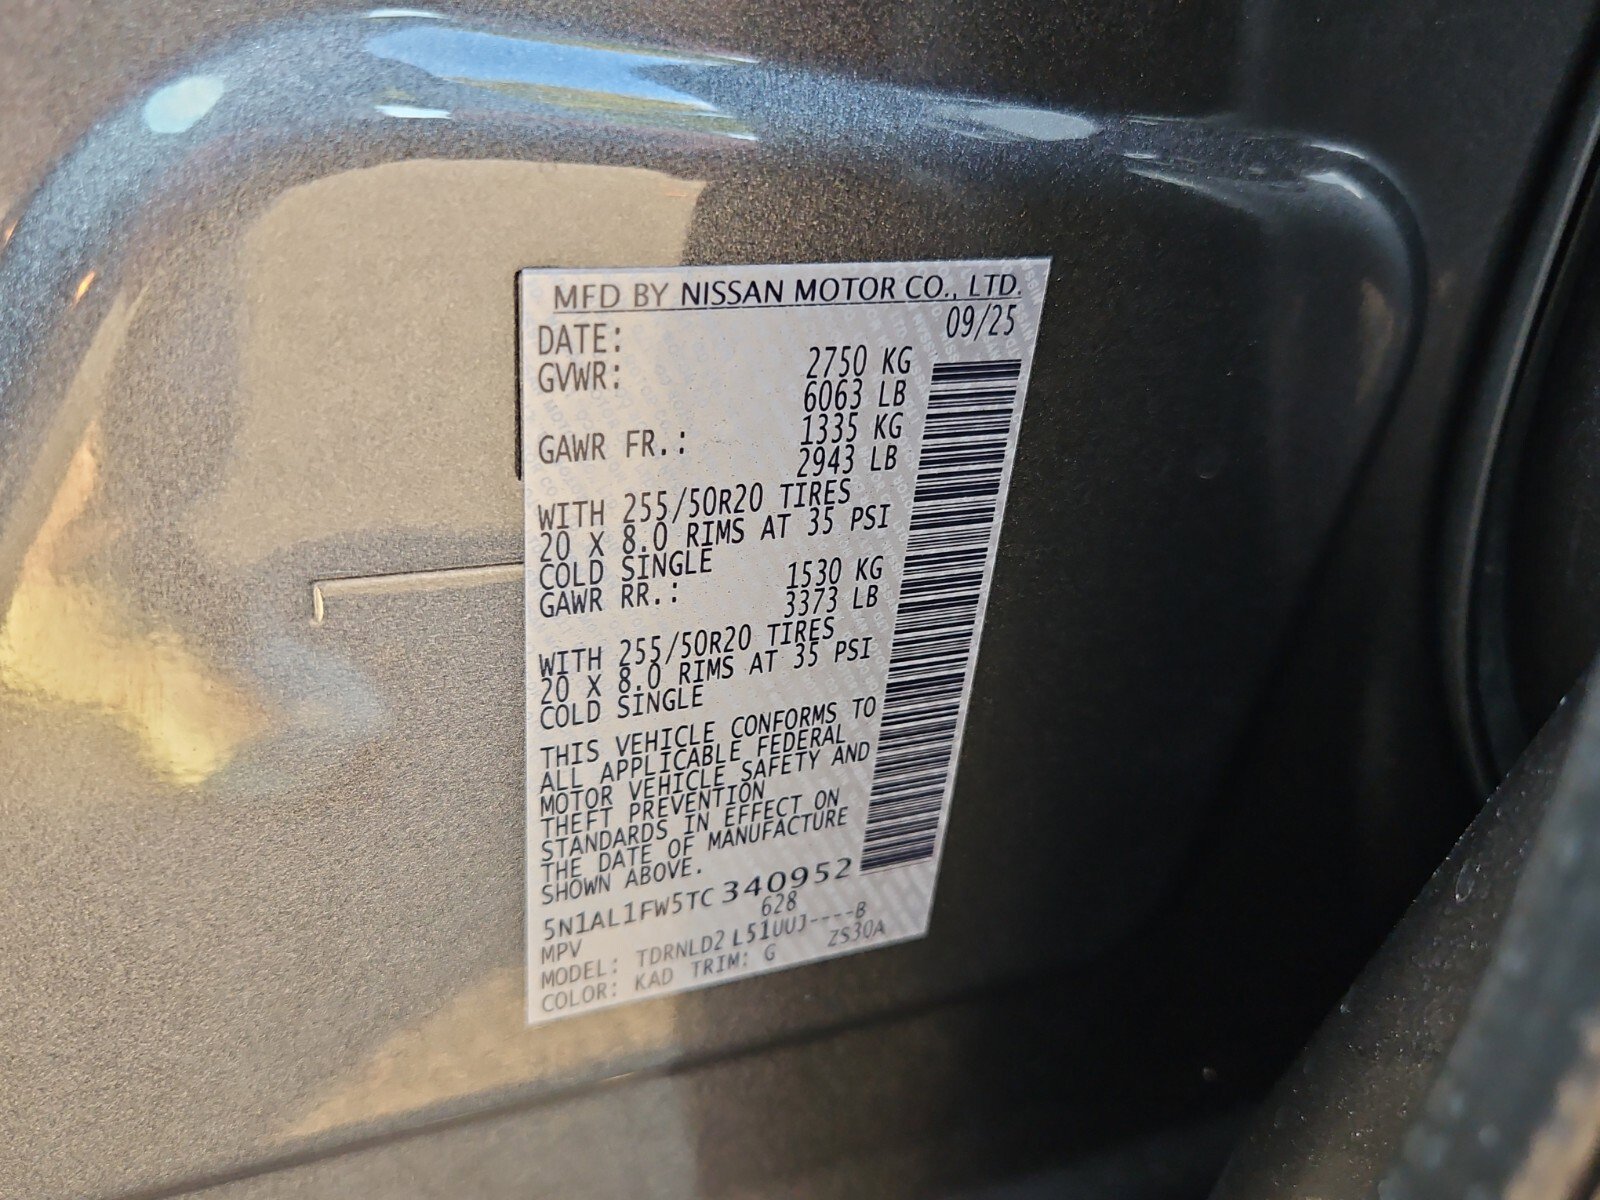 MFD BY NISSAN MOTOR CO., LTD.
DATE: 09/25
GVWR: 2750 KG
6063 LB
GAWR FR.: 1335 KG
2943 LB
WITH 255/50R20 TIRES
20 X 8.0 RIMS AT 35 PSI
COLD SINGLE
GAWR RR.: 1530 KG
3373 LB
WITH 255/50R20 TIRES
20 X 8.0 RIMS AT 35 PSI
COLD SINGLE
THIS VEHICLE CONFORMS TO
ALL APPLICABLE FEDERAL
MOTOR VEHICLE SAFETY AND
THEFT PREVENTION
STANDARDS IN EFFECT ON
THE DATE OF MANUFACTURE
SHOWN ABOVE.
5N1AL1FW5TC340952
MPV 628
MODEL: TDRNLD2 L51UUJ----B
COLOR: KAD TRIM: G ZS30A